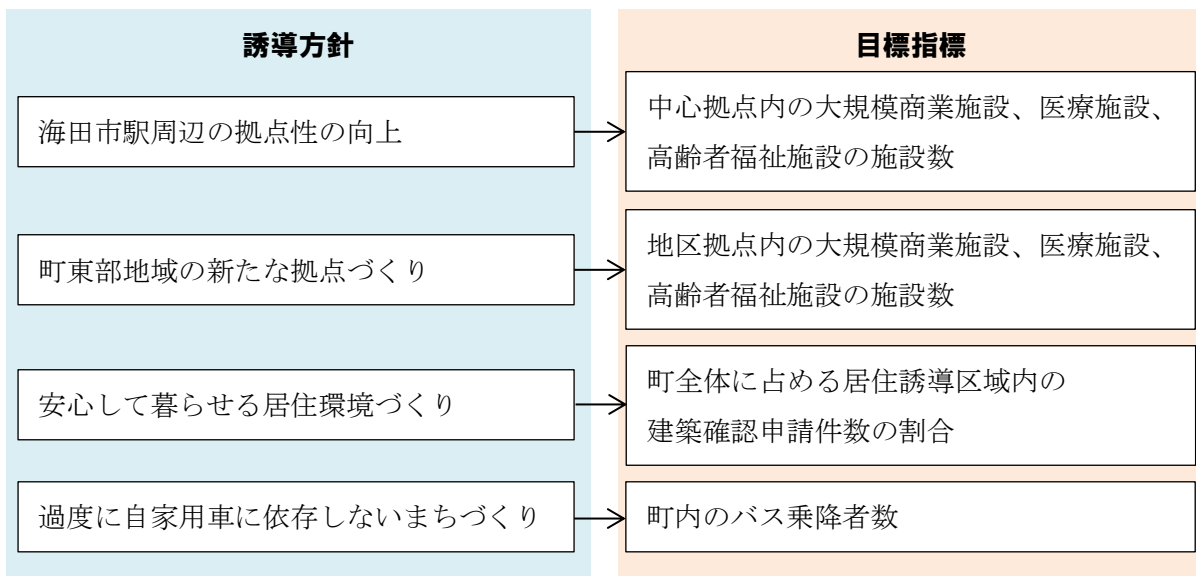 誘導方針
目標指標
海田市駅周辺の拠点性の向上
中心拠点内の大規模商業施設、医療施設、
高齢者福祉施設の施設数
町東部地域の新たな拠点づくり
地区拠点内の大規模商業施設、医療施設、
高齢者福祉施設の施設数
安心して暮らせる居住環境づくり
町全体に占める居住誘導区域内の
建築確認申請件数の割合
過度に自家用車に依存しないまちづくり
町内のバス乗降者数